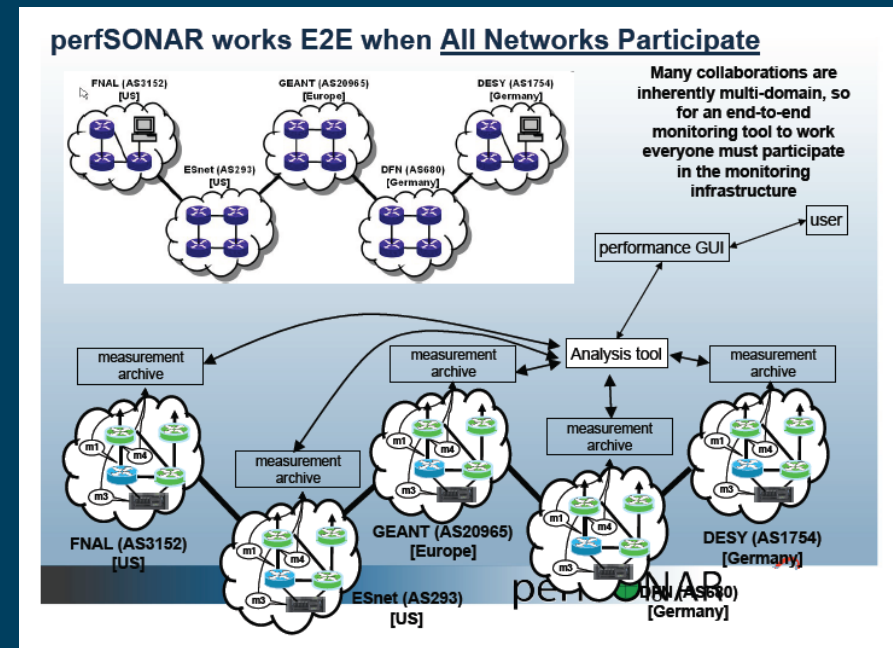 perfSONAR works E2E when All Networks Participate
FNAL (AS3152)
[US]
GEANT (AS20965)
[Europe]
DESY (AS1754)
[Germany]
ESnet (AS293)
[US]
DFN (AS680)
[Germany]
Many collaborations are
inherently multi-domain, so
for an end-to-end
monitoring tool to work
everyone must participate
in the monitoring
infrastructure
user
performance GUI
Analysis tool
measurement
archive
measurement
archive
measurement
archive
measurement
archive
measurement
archive
m1
m4
m3
FNAL (AS3152)
[US]
m1
m4
m3
ESnet (AS293)
[US]
m1
m4
m3
GEANT (AS20965)
[Europe]
m1
m4
m3
DFN (AS680)
[Germany]
m1
m4
m3
DESY (AS1754)
[Germany]